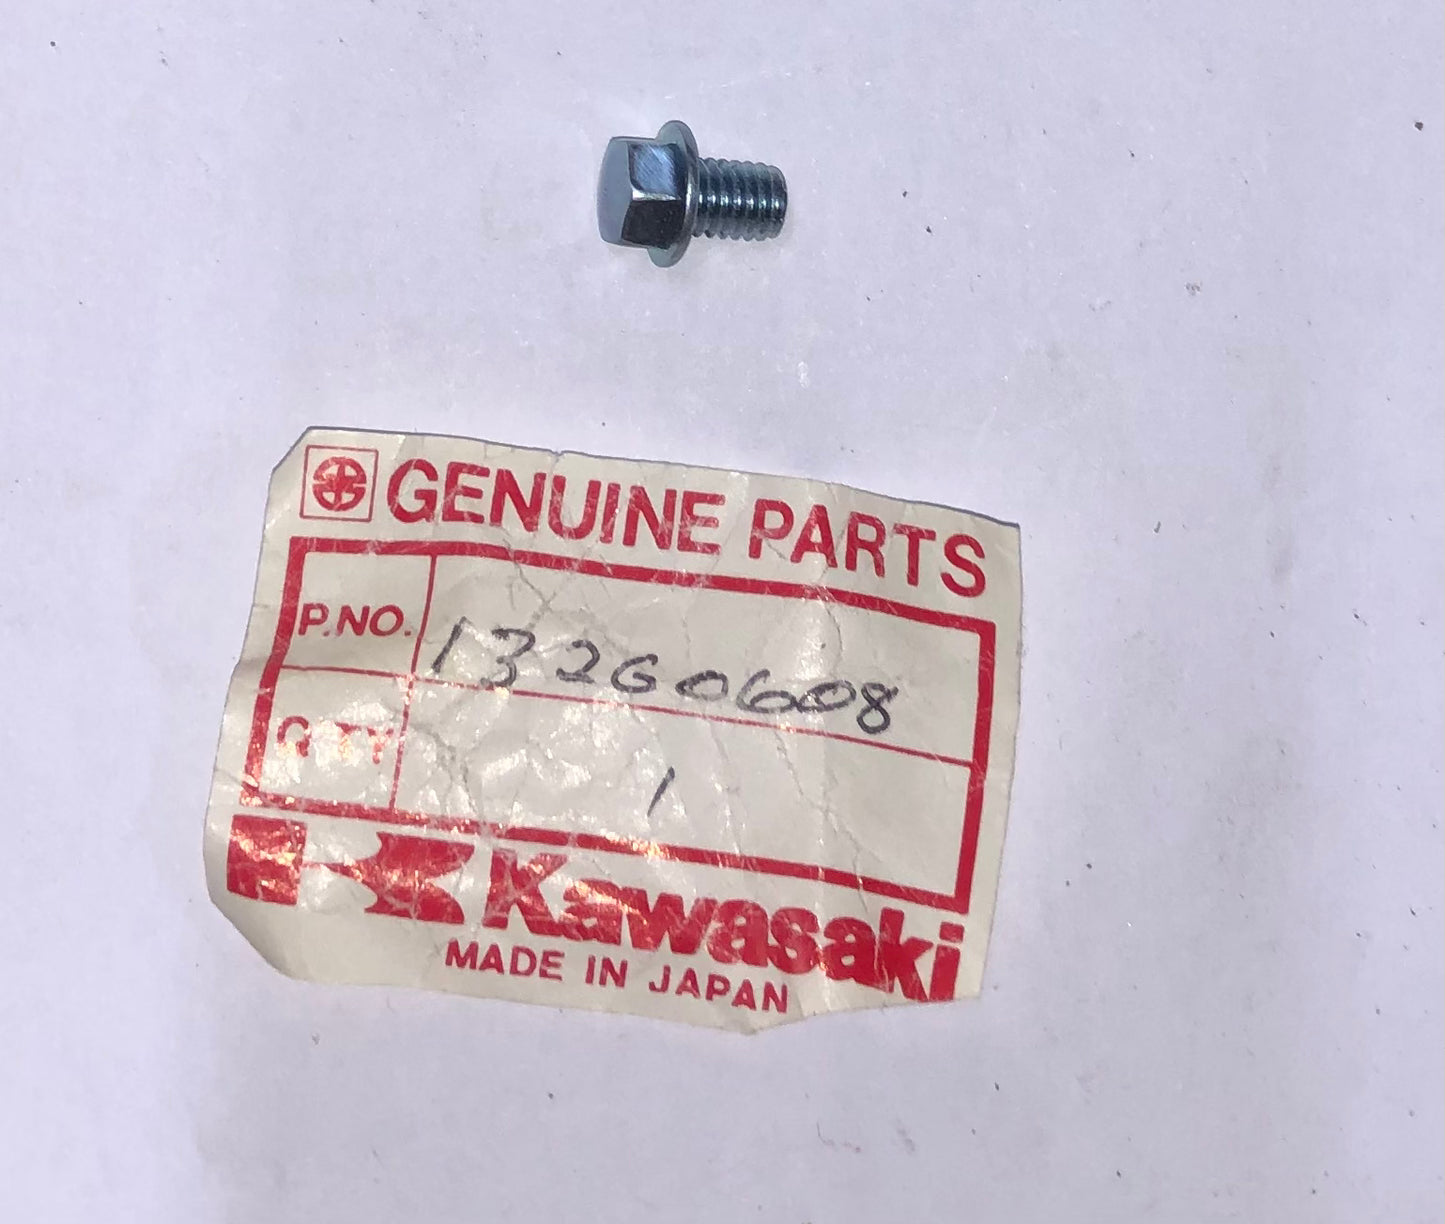 GENUINE PARTS
P.NO. 132G0608
Q'TY 1
Kawasaki
MADE IN JAPAN